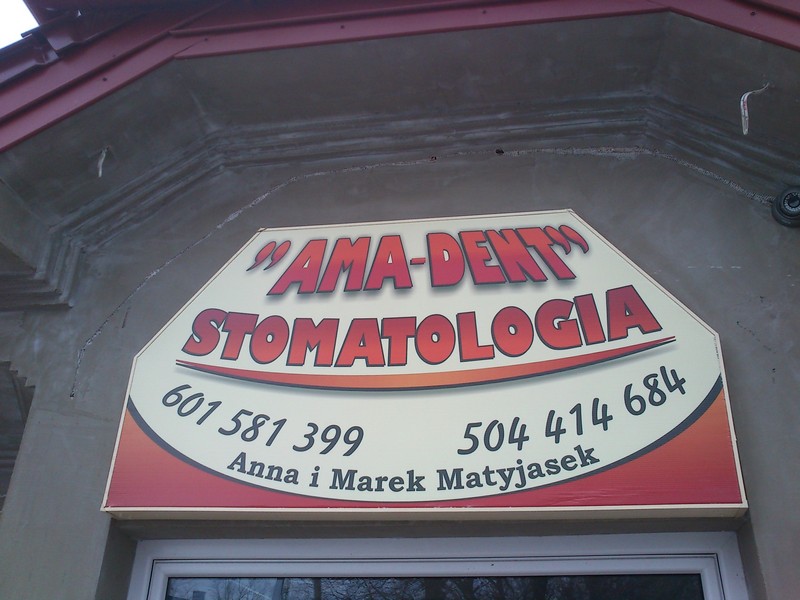 ”AMA-DENT”
STOMATOLOGIA
601 581 399 504 414 684
Anna i Marek Matyjasek